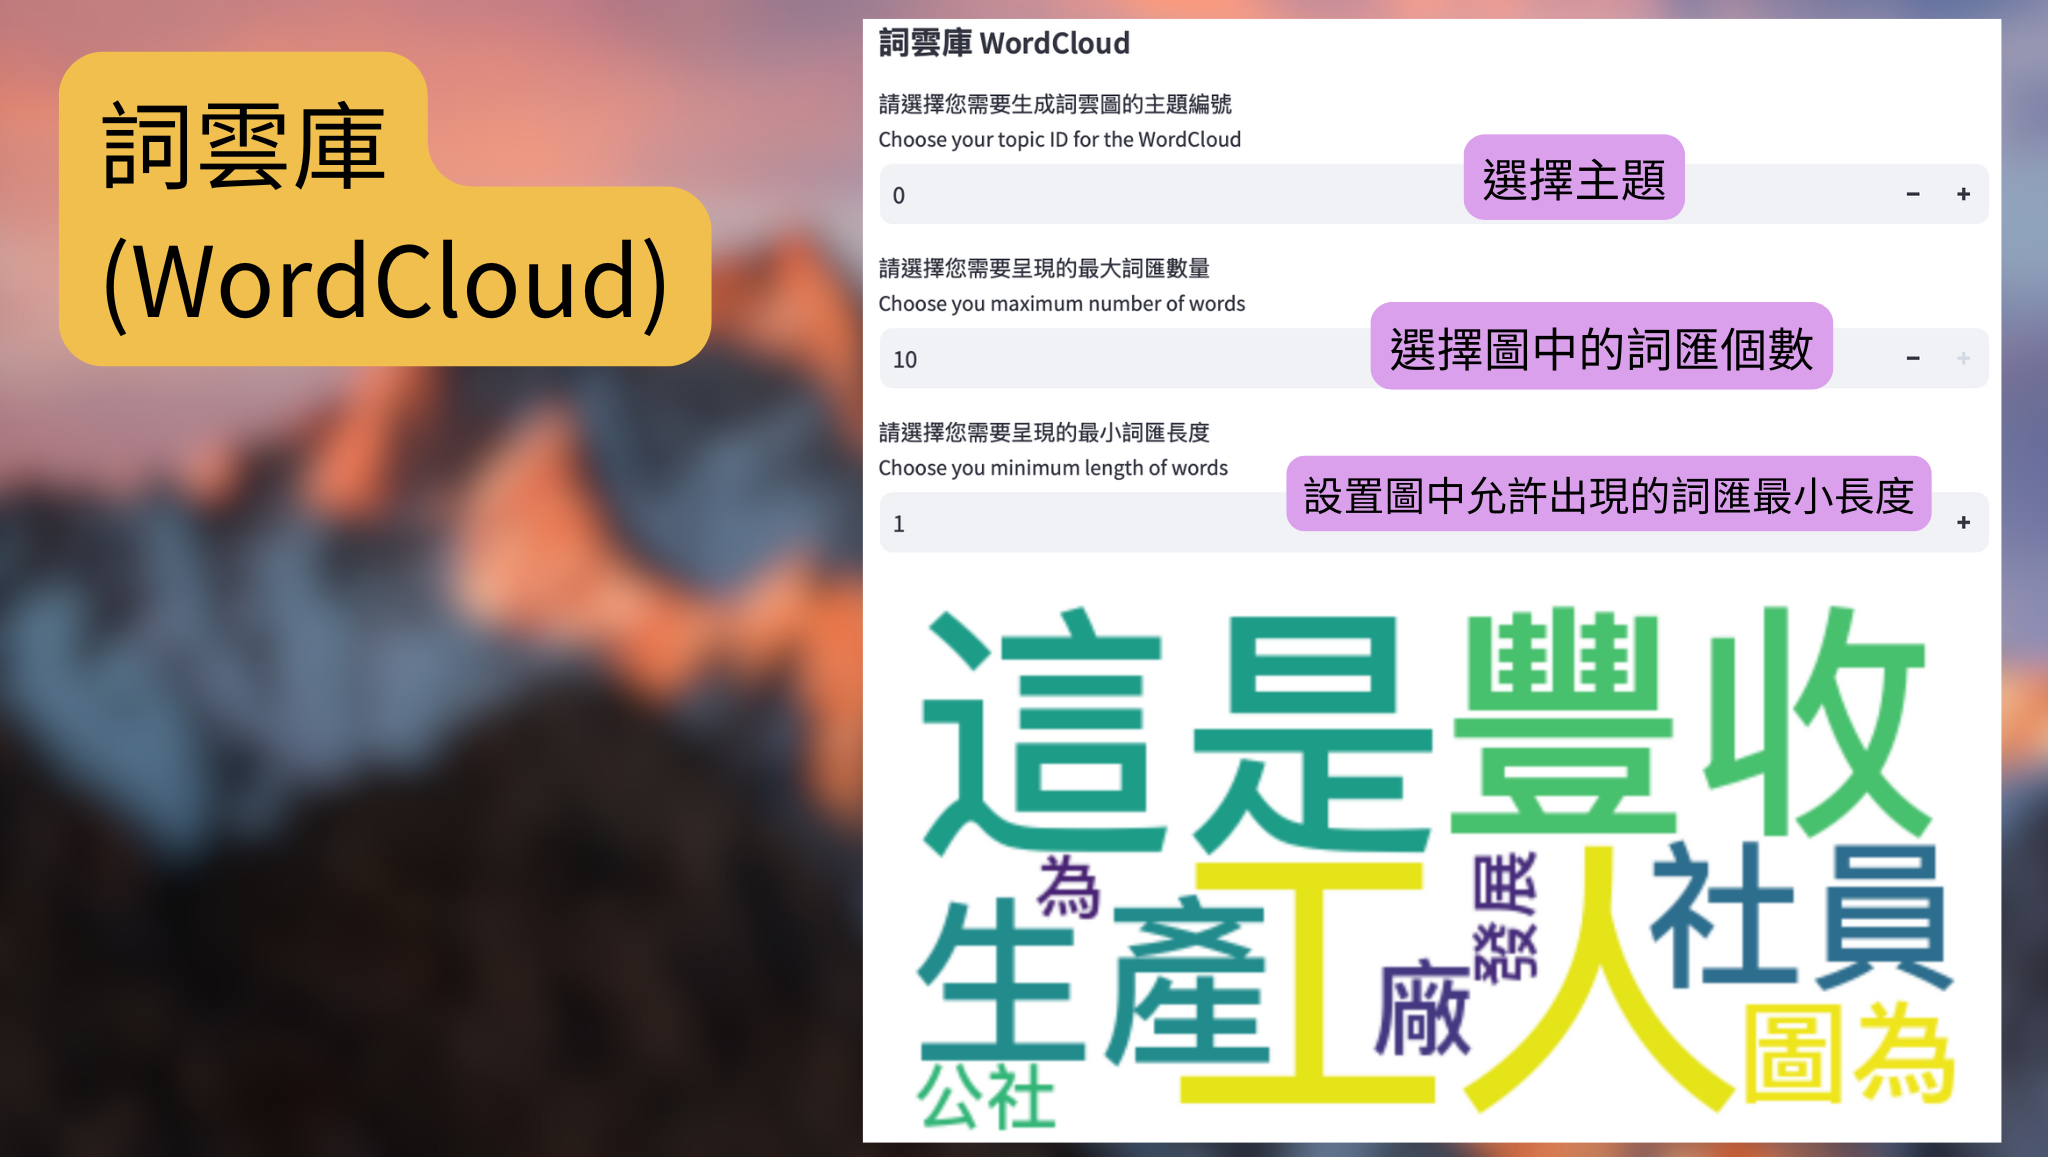 詞雲庫
(WordCloud)
詞雲庫 WordCloud
請選擇您需要生成詞雲圖的主題編號
Choose your topic ID for the WordCloud
0
選擇主題
− +
請選擇您需要呈現的最大詞匯數量
Choose you maximum number of words
10
選擇圖中的詞匯個數
− +
請選擇您需要呈現的最小詞匯長度
Choose you minimum length of words
1
設置圖中允許出現的詞匯最小長度
+
這是
豐收
為
生產
工人
發展
社員
廠
圖為
公社